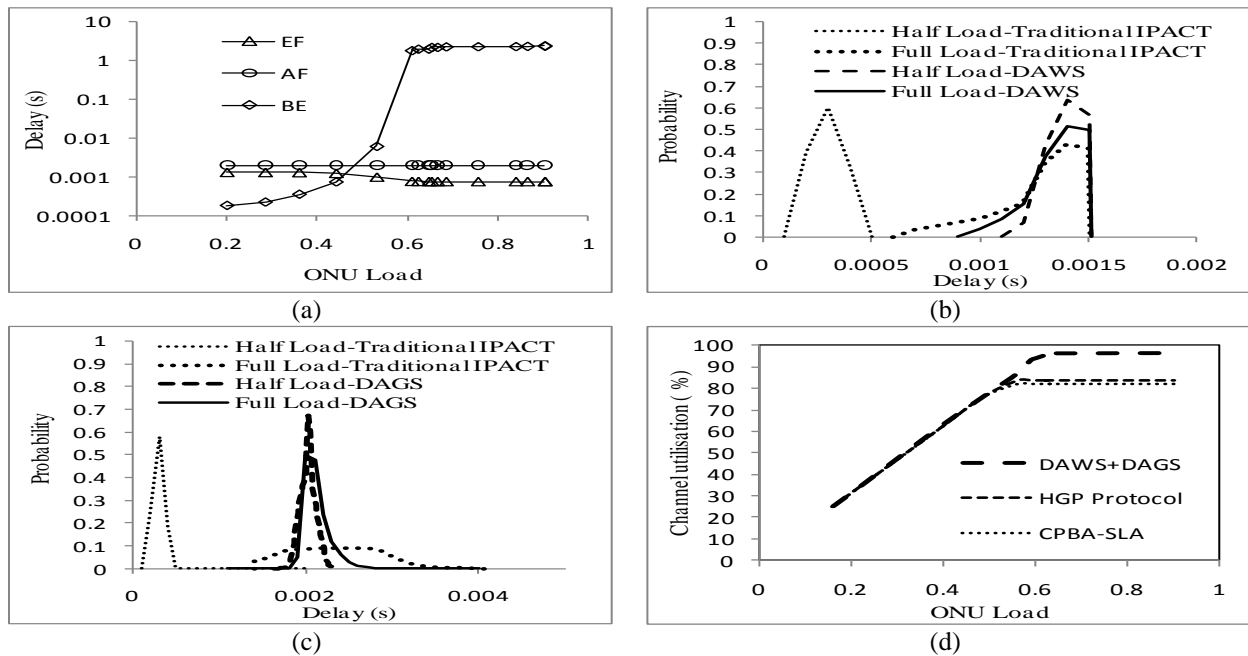 10
1
0.1
0.01
0.001
0.0001
Delay (s)
EF
AF
BE
0 0.2 0.4 0.6 0.8 1
ONU Load
(a)
1
0.9
0.8
0.7
0.6
0.5
0.4
0.3
0.2
0.1
0
Probability
Half Load-Traditional IPACT
Full Load-Traditional IPACT
Half Load-DAWS
Full Load-DAWS
0 0.0005 0.001 0.0015 0.002
Delay (s)
(b)
1
0.9
0.8
0.7
0.6
0.5
0.4
0.3
0.2
0.1
0
Probability
Half Load-Traditional IPACT
Full Load-Traditional IPACT
Half Load-DAGS
Full Load-DAGS
0 0.002 0.004
Delay (s)
(c)
100
90
80
70
60
50
40
30
20
10
0
Channel utilisation ( %)
DAWS+DAGS
HGP Protocol
CPBA-SLA
0 0.2 0.4 0.6 0.8 1
ONU Load
(d)